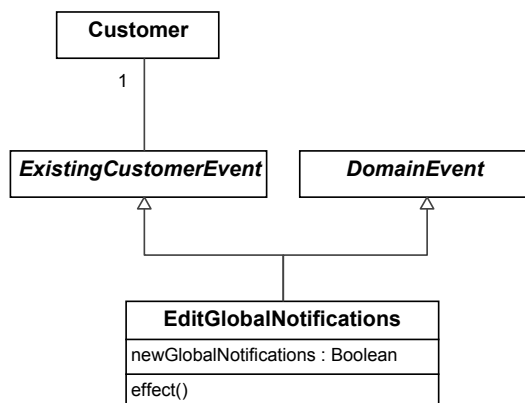 Customer
1
ExistingCustomerEvent
DomainEvent
EditGlobalNotifications
newGlobalNotifications : Boolean
effect()